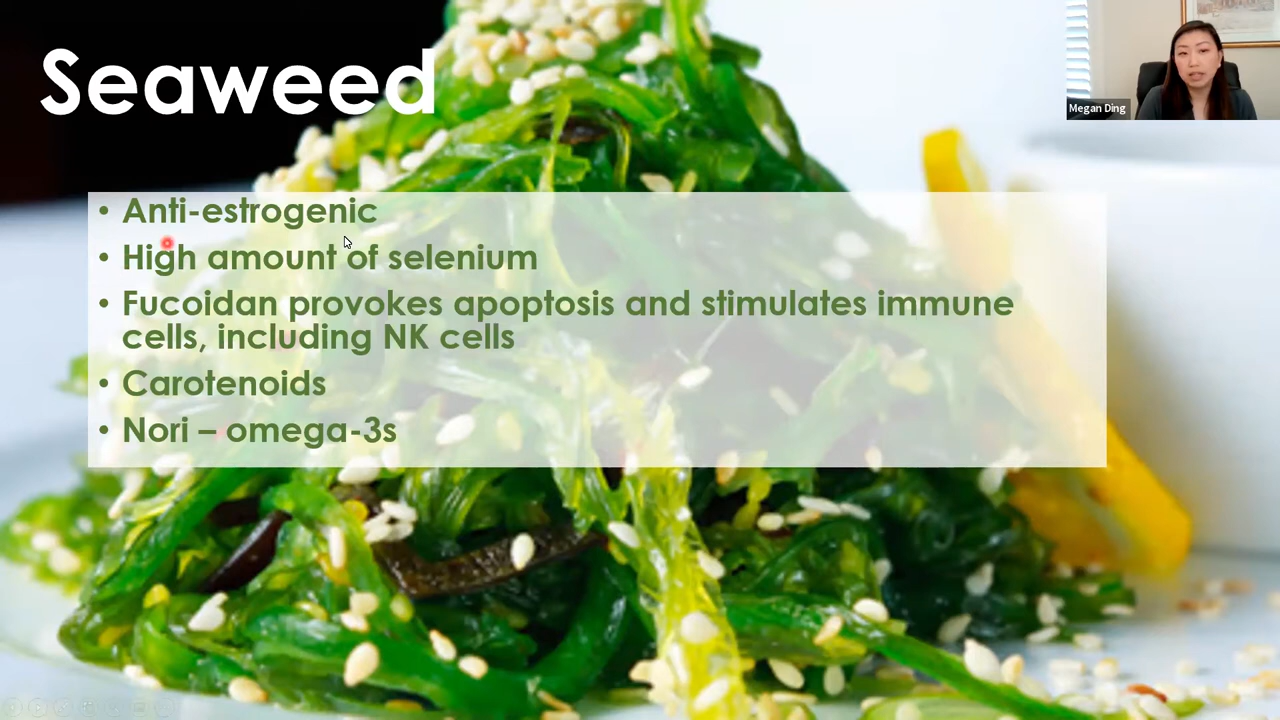 Seaweed
Megan Ding
• Anti-estrogenic
• High amount of selenium
• Fucoidan provokes apoptosis and stimulates immune
cells, including NK cells
• Carotenoids
• Nori – omega-3s